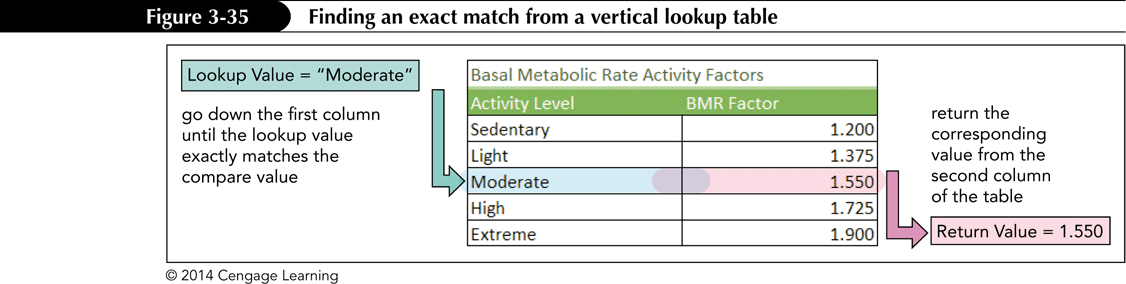 Figure 3-35 Finding an exact match from a vertical lookup table
Lookup Value = “Moderate”
go down the first column
until the lookup value
exactly matches the
compare value
Basal Metabolic Rate Activity Factors
Activity Level BMR Factor
Sedentary 1.200
Light 1.375
Moderate 1.550
High 1.725
Extreme 1.900
return the
corresponding
value from the
second column
of the table
Return Value = 1.550
© 2014 Cengage Learning